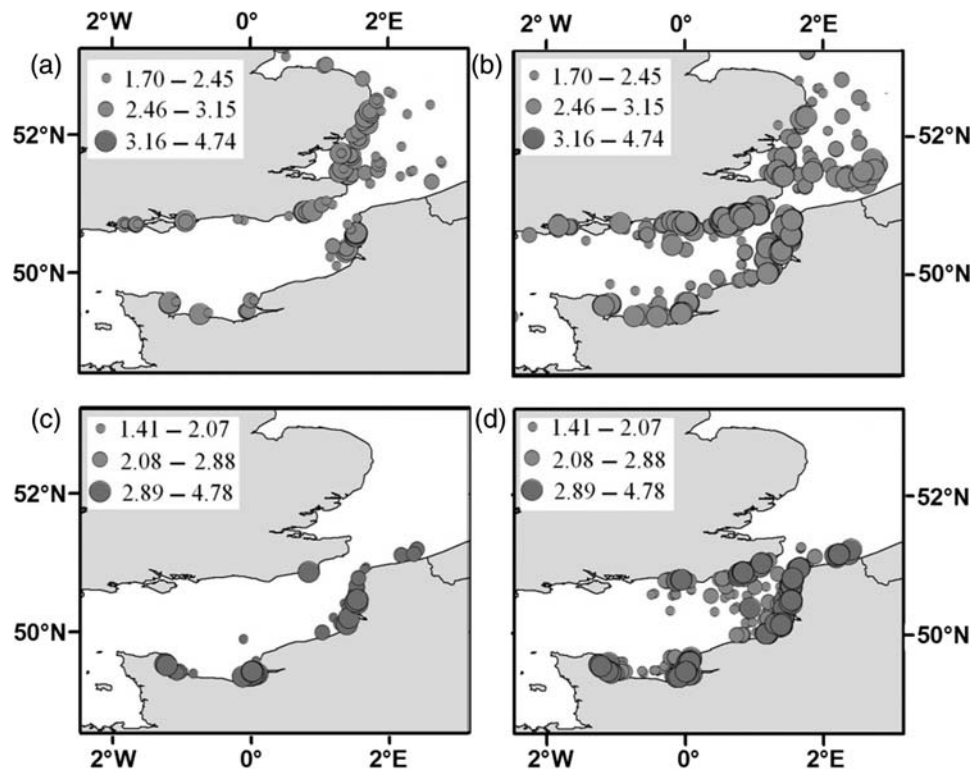 2°W 0° 2°E 2°W 0° 2°E
(a) (b)
1.70 – 2.45 1.70 – 2.45
2.46 – 3.15 2.46 – 3.15
3.16 – 4.74 3.16 – 4.74
52°N 52°N
50°N 50°N
(c) (d)
1.41 – 2.07 1.41 – 2.07
2.08 – 2.88 2.08 – 2.88
2.89 – 4.78 2.89 – 4.78
52°N 52°N
50°N 50°N
2°W 0° 2°E 2°W 0° 2°E